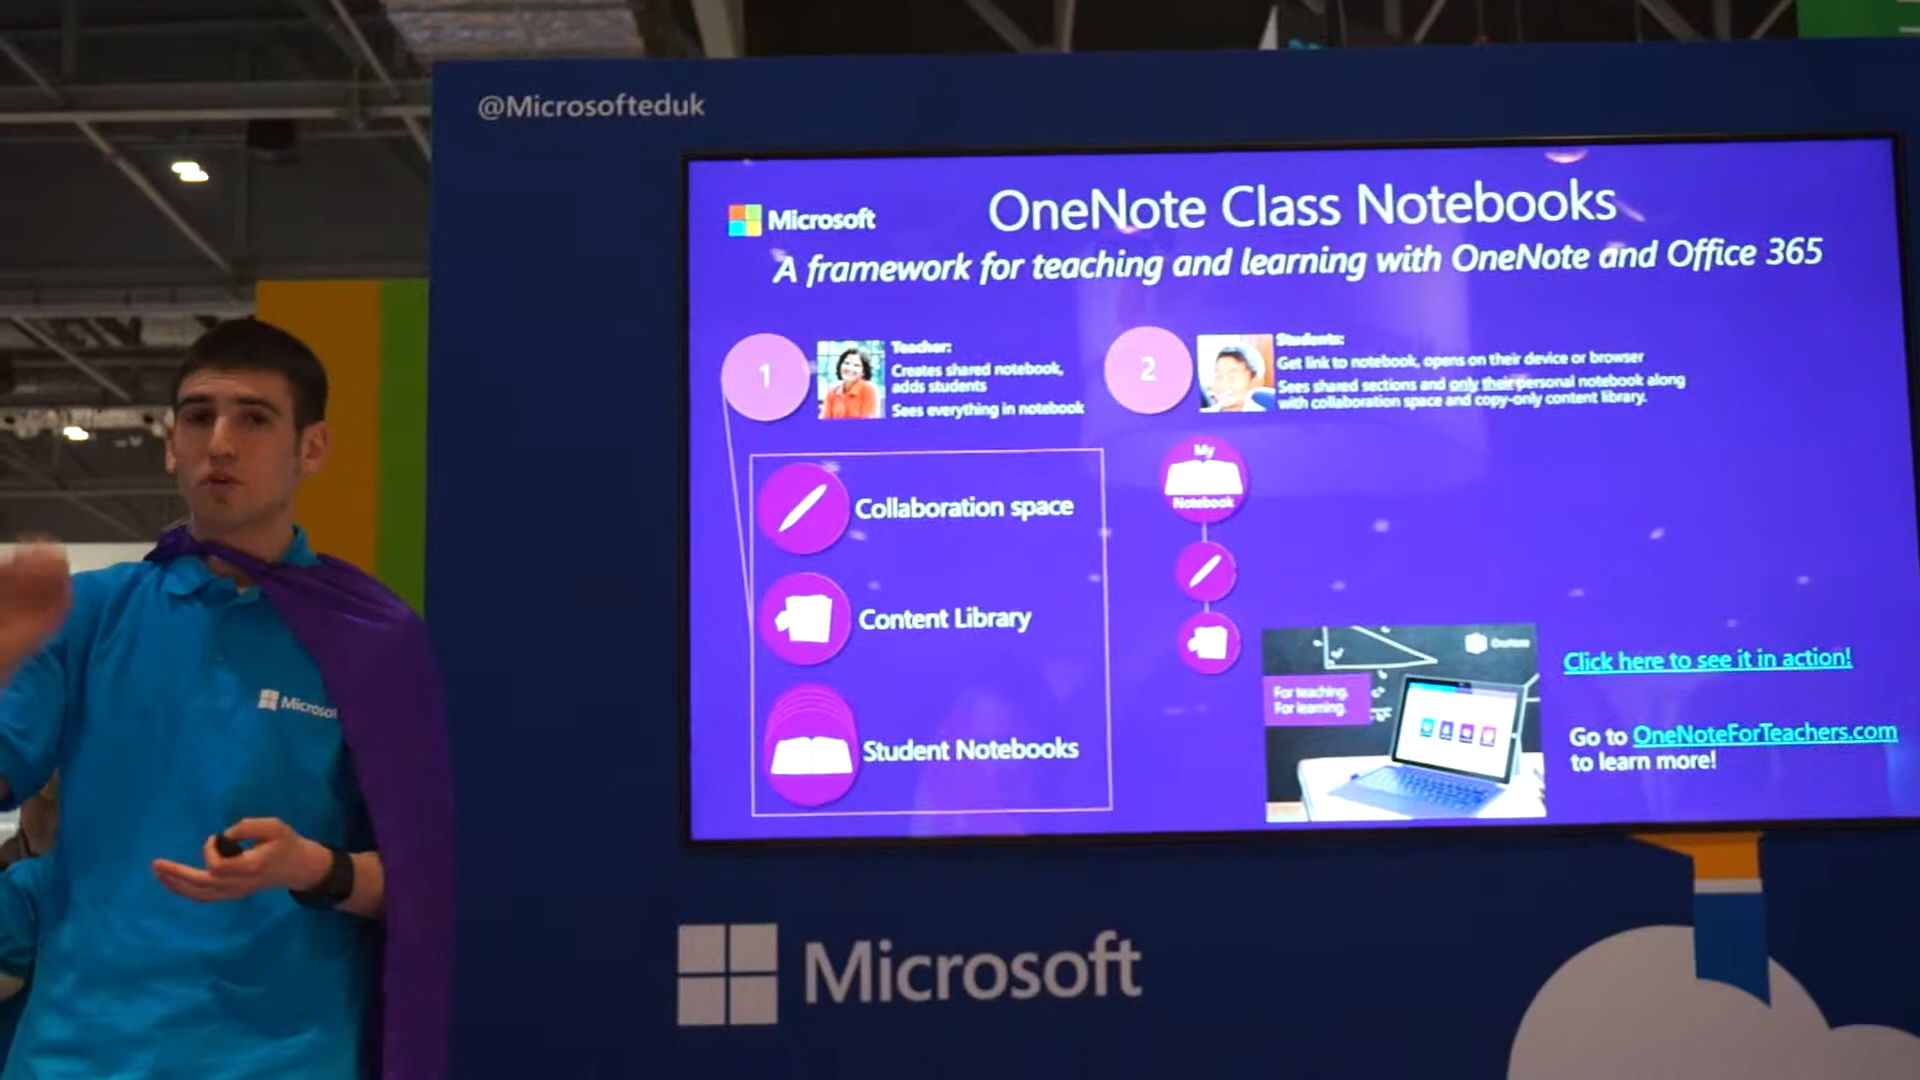 @Microsofteduk
Microsoft
OneNote Class Notebooks
A framework for teaching and learning with OneNote and Office 365
1
Teacher:
Creates shared notebook,
adds students
Sees everything in notebook
2
Students:
Get link to notebook, opens on their device or browser
Sees shared sections and only their personal notebook along
with collaboration space and copy-only content library.
Collaboration space
Content Library
Student Notebooks
My
Notebook
OneNote
For teaching.
For learning.
Click here to see it in action!
Go to OneNoteForTeachers.com
to learn more!
Microsoft
Microsoft